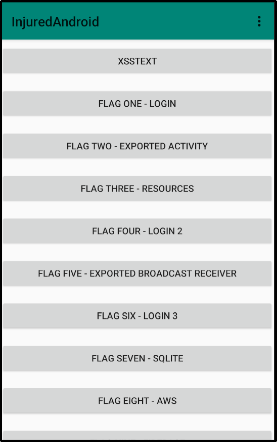 InjuredAndroid
XSSTEXT
FLAG ONE - LOGIN
FLAG TWO - EXPORTED ACTIVITY
FLAG THREE - RESOURCES
FLAG FOUR - LOGIN 2
FLAG FIVE - EXPORTED BROADCAST RECEIVER
FLAG SIX - LOGIN 3
FLAG SEVEN - SQLITE
FLAG EIGHT - AWS